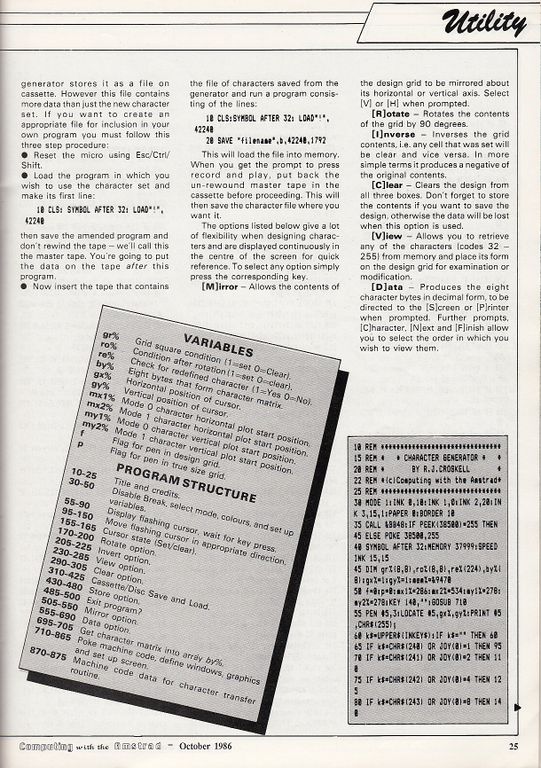 Utility
generator stores it as a file on
cassette. However this file contains
more data than just the new character
set. If you want to create an
appropriate file for inclusion in your
own program you must follow this
three step procedure:
● Reset the micro using Esc/Ctrl/
Shift.
● Load the program in which you
wish to use the character set and
make its first line:
10 CLS: SYMBOL AFTER 32: LOAD"!",
42240
then save the amended program and
don't rewind the tape – we'll call this
the master tape. You're going to put
the data on the tape after this
program.
● Now insert the tape that contains
the file of characters saved from the
generator and run a program consis-
ting of the lines:
10 CLS:SYMBOL AFTER 32: LOAD"!",
42240
20 SAVE "filename",b,42240,1792
This will load the file into memory.
When you get the prompt to press
record and play, put back the
un-rewound master tape in the
cassette before proceeding. This will
then save the character file where you
want it.
The options listed below give a lot
of flexibility when designing charac-
ters and are displayed continuously in
the centre of the screen for quick
reference. To select any option simply
press the corresponding key.
[M]irror – Allows the contents of
the design grid to be mirrored about
its horizontal or vertical axis. Select
[V] or [H] when prompted.
[R]otate – Rotates the contents
of the grid by 90 degrees.
[I]nverse – Inverses the grid
contents, i.e. any cell that was set will
be clear and vice versa. In more
simple terms it produces a negative of
the original contents.
[C]lear – Clears the design from
all three boxes. Don't forget to store
the contents if you want to save the
design, otherwise the data will be lost
when this option is used.
[V]iew – Allows you to retrieve
any of the characters (codes 32 –
255) from memory and place its form
on the design grid for examination or
modification.
[D]ata – Produces the eight
character bytes in decimal form, to be
directed to the [S]creen or [P]rinter
when prompted. Further prompts,
[C]haracter, [N]ext and [F]inish allow
you to select the order in which you
wish to view them.
VARIABLES
gr% Grid square condition (1=set 0=Clear).
ro% Condition after rotation (1=set 0=clear).
re% Check for redefined character (1=Yes 0=No).
by% Eight bytes that form character matrix.
gx% Horizontal position of cursor.
gy% Vertical position of cursor.
mx1% Mode 0 character horizontal plot start position.
mx2% Mode 1 character horizontal plot start position.
my1% Mode 0 character vertical plot start position.
my2% Mode 1 character vertical plot start position.
f Flag for pen in design grid.
p Flag for pen in true size grid.
PROGRAM STRUCTURE
10-25 Title and credits.
30-50 Disable Break, select mode, colours, and set up
variables.
55-90 Display flashing cursor, wait for key press.
95-150 Move flashing cursor in appropriate direction.
155-165 Cursor state (Set/clear).
170-200 Rotate option.
205-225 Invert option.
230-285 View option.
290-305 Clear option.
310-425 Cassette/Disc Save and Load.
430-480 Store option.
485-500 Exit program?
505-550 Mirror option.
555-690 Data option.
695-705 Get character matrix into array by%.
710-865 Poke machine code, define windows, graphics
and set up screen.
870-875 Machine code data for character transfer
routine.
10 REM ******************************
15 REM * * CHARACTER GENERATOR * *
20 REM * BY R.J.CROSKELL *
22 REM *(c)Computing with the Amstrad*
25 REM ******************************
30 MODE 1:INK 0,10:INK 1,0:INK 2,20:IN
K 3,15,1:PAPER 0:BORDER 10
35 CALL &BB48:IF PEEK(38500)=255 THEN
45 ELSE POKE 38500,255
40 SYMBOL AFTER 32:MEMORY 37999:SPEED
INK 15,15
45 DIM gr%(8,8),ro%(8,8),re%(224),by%(
8):gx%=1:gy%=1:mem%=&9470
50 f=0:p=0:mx1%=286:mx2%=534:my1%=278:
my2%=278:KEY 140,"":GOSUB 710
55 PEN #5,3:LOCATE #5,gx%,gy%:PRINT #5
,CHR$(255);
60 k$=UPPER$(INKEY$):IF k$="" THEN 60
65 IF k$=CHR$(240) OR JOY(0)=1 THEN 95
70 IF k$=CHR$(241) OR JOY(0)=2 THEN 11
0
75 IF k$=CHR$(242) OR JOY(0)=4 THEN 12
5
80 IF k$=CHR$(243) OR JOY(0)=8 THEN 14
0
Computing with the Amstrad – October 1986
25